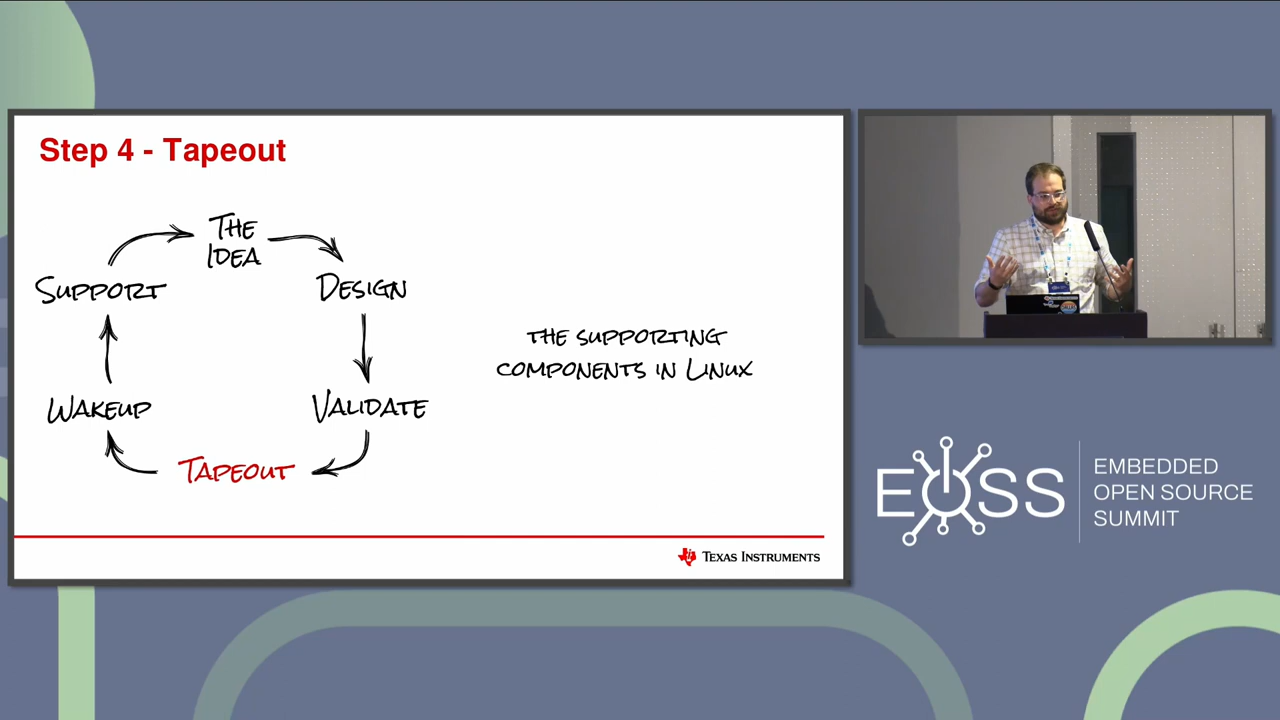 Step 4 - Tapeout
THE
IDEA
SUPPORT
DESIGN
THE SUPPORTING
COMPONENTS IN LINUX
WAKEUP
VALIDATE
TAPEOUT
TEXAS INSTRUMENTS
EOSS
EMBEDDED
OPEN SOURCE
SUMMIT